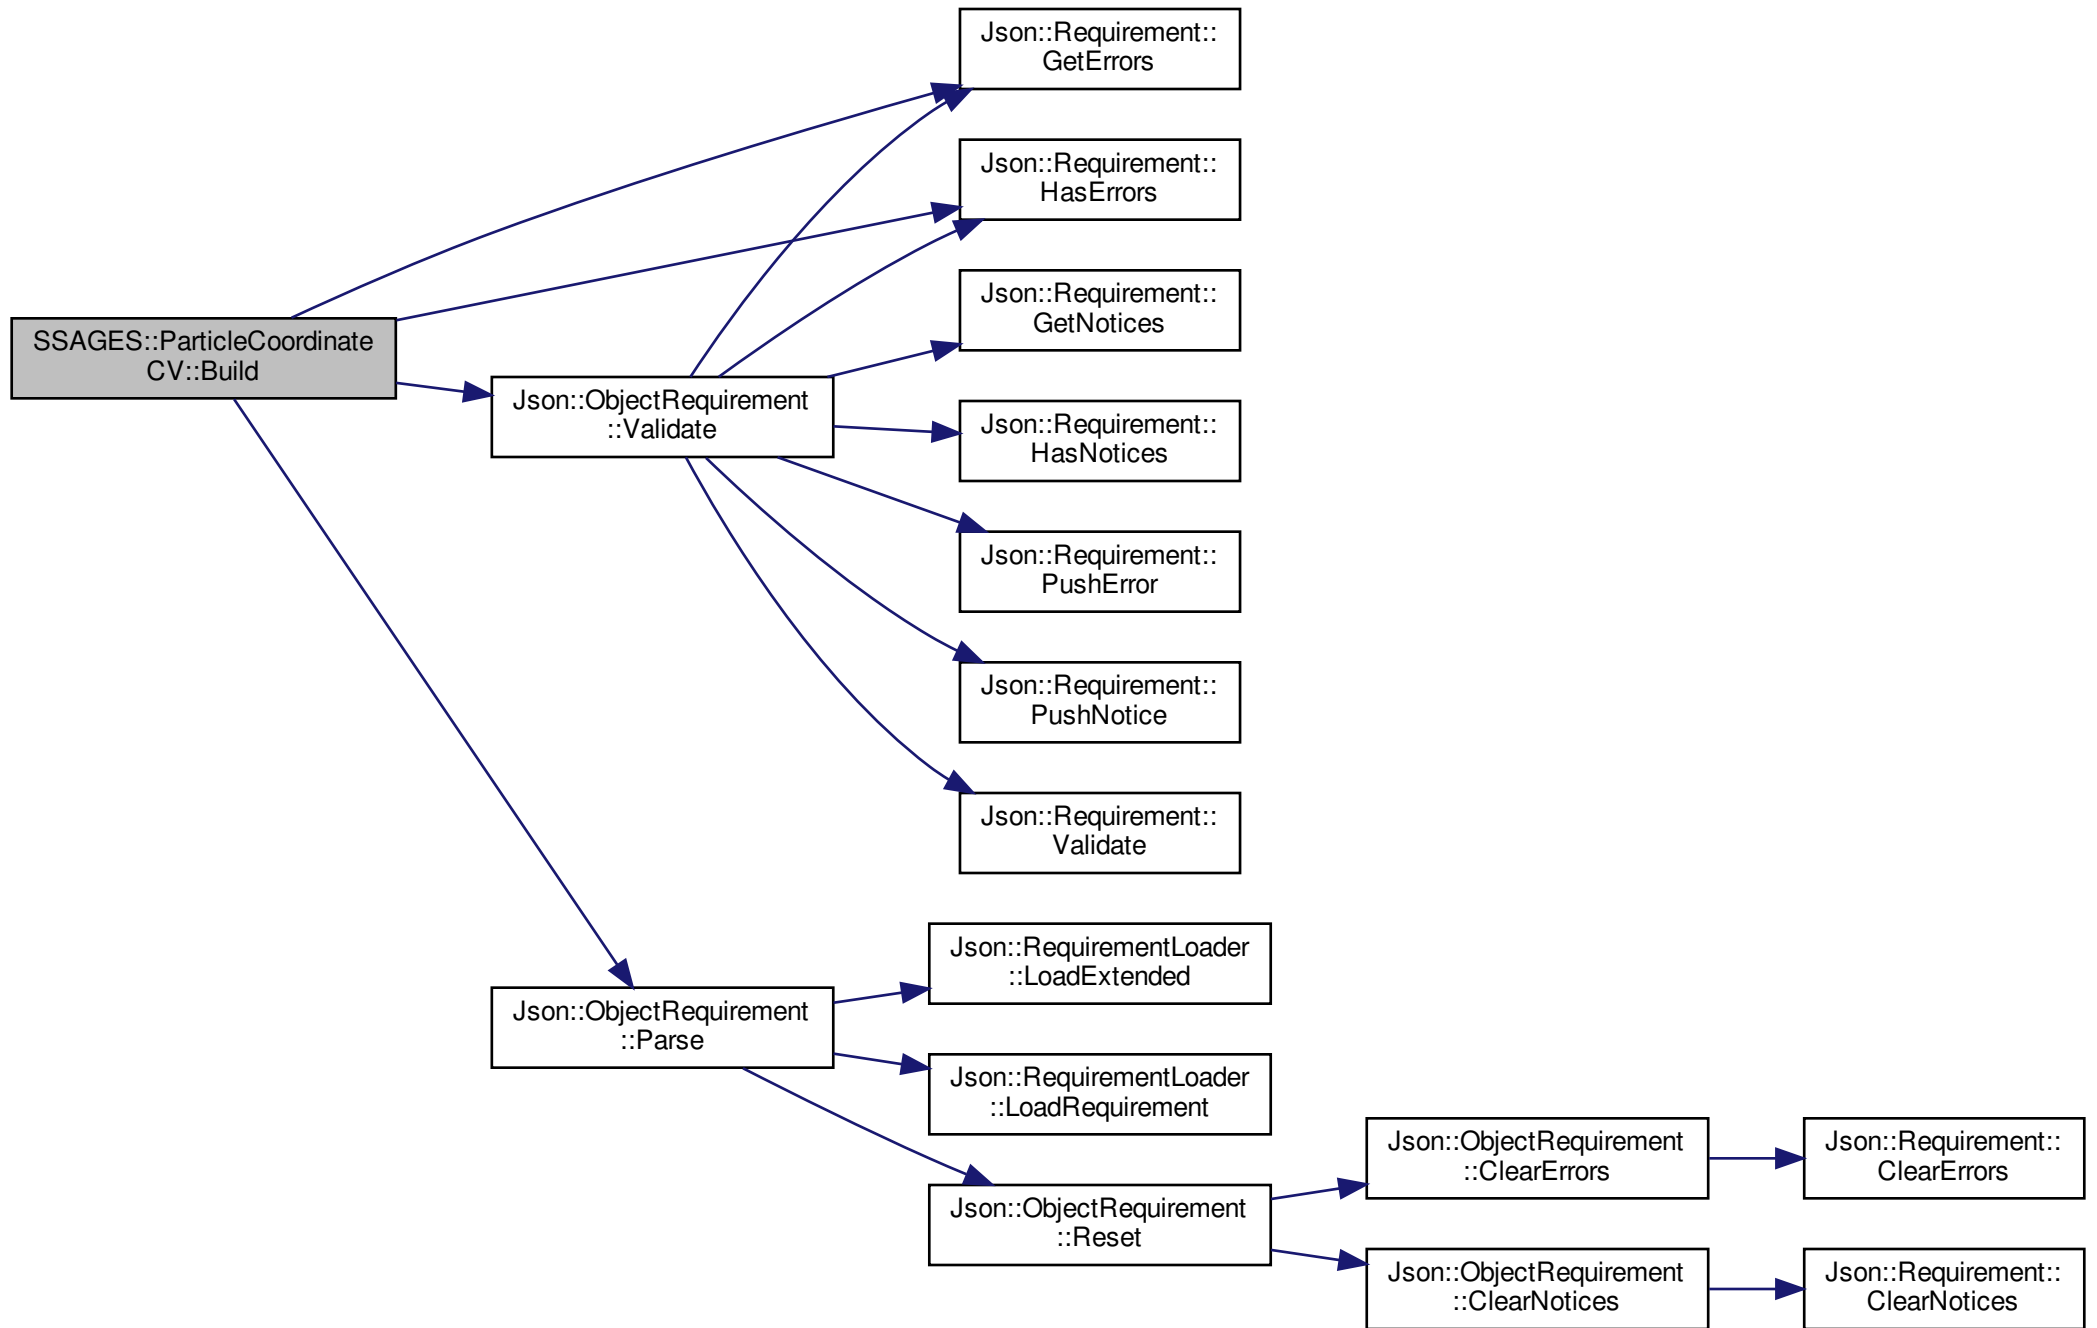 Json::Requirement::
GetErrors
Json::Requirement::
HasErrors
Json::Requirement::
GetNotices
SSAGES::ParticleCoordinate
CV::Build
Json::ObjectRequirement
::Validate
Json::Requirement::
HasNotices
Json::Requirement::
PushError
Json::Requirement::
PushNotice
Json::Requirement::
Validate
Json::RequirementLoader
::LoadExtended
Json::ObjectRequirement
::Parse
Json::RequirementLoader
::LoadRequirement
Json::ObjectRequirement
::Reset
Json::ObjectRequirement
::ClearErrors
Json::Requirement::
ClearErrors
Json::ObjectRequirement
::ClearNotices
Json::Requirement::
ClearNotices